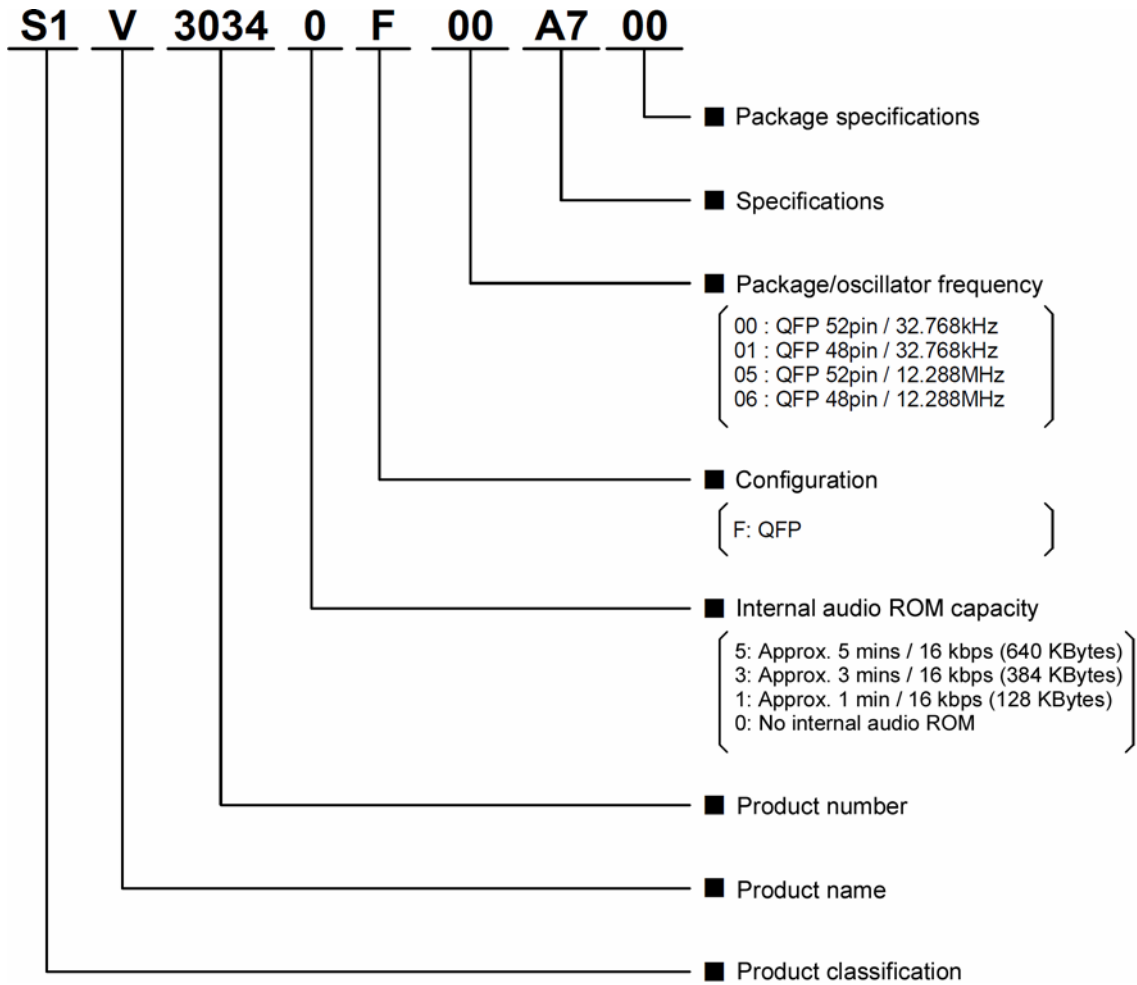 S1 V 3034 0 F 00 A7 00
■ Package specifications
■ Specifications
■ Package/oscillator frequency
00 : QFP 52pin / 32.768kHz
01 : QFP 48pin / 32.768kHz
05 : QFP 52pin / 12.288MHz
06 : QFP 48pin / 12.288MHz
■ Configuration
F: QFP
■ Internal audio ROM capacity
5: Approx. 5 mins / 16 kbps (640 KBytes)
3: Approx. 3 mins / 16 kbps (384 KBytes)
1: Approx. 1 min / 16 kbps (128 KBytes)
0: No internal audio ROM
■ Product number
■ Product name
■ Product classification